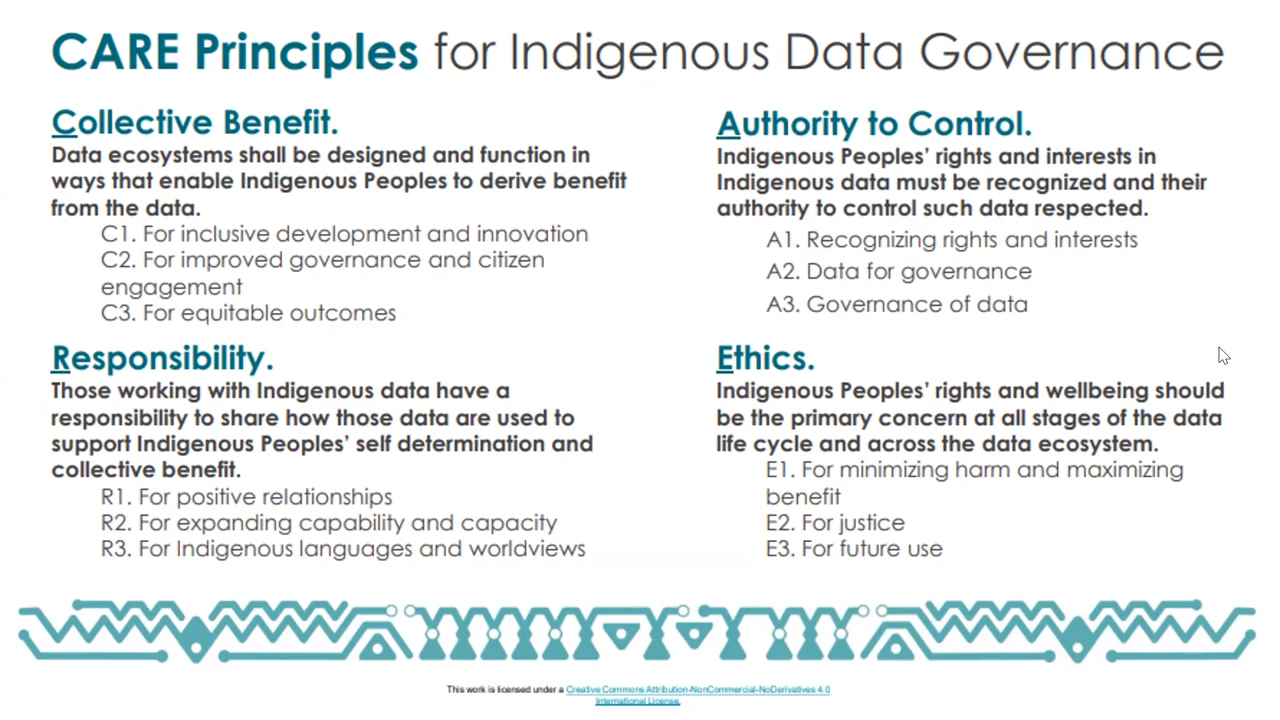 CARE Principles for Indigenous Data Governance
Collective Benefit.
Data ecosystems shall be designed and function in
ways that enable Indigenous Peoples to derive benefit
from the data.
C1. For inclusive development and innovation
C2. For improved governance and citizen
engagement
C3. For equitable outcomes
Authority to Control.
Indigenous Peoples’ rights and interests in
Indigenous data must be recognized and their
authority to control such data respected.
A1. Recognizing rights and interests
A2. Data for governance
A3. Governance of data
Responsibility.
Those working with Indigenous data have a
responsibility to share how those data are used to
support Indigenous Peoples’ self determination and
collective benefit.
R1. For positive relationships
R2. For expanding capability and capacity
R3. For Indigenous languages and worldviews
Ethics.
Indigenous Peoples’ rights and wellbeing should
be the primary concern at all stages of the data
life cycle and across the data ecosystem.
E1. For minimizing harm and maximizing
benefit
E2. For justice
E3. For future use
This work is licensed under a Creative Commons Attribution-NonCommercial-NoDerivatives 4.0
International License.